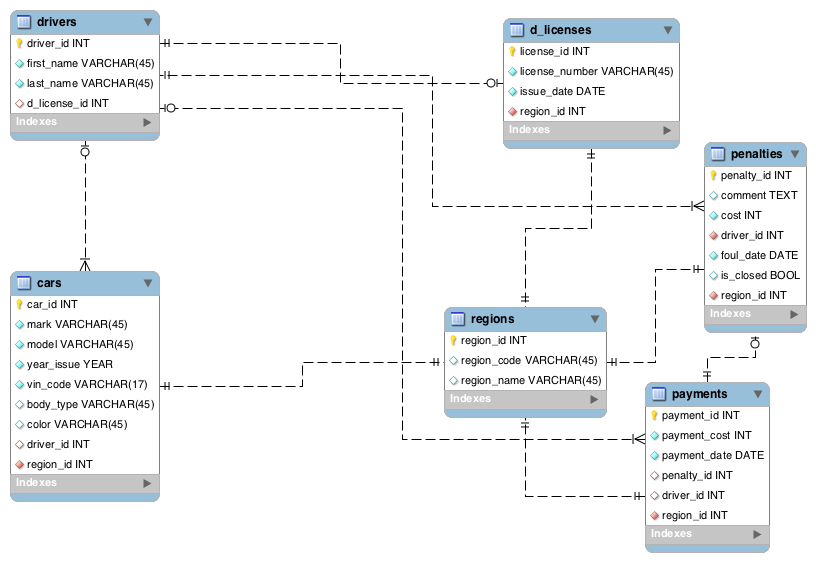 drivers
driver_id INT
first_name VARCHAR(45)
last_name VARCHAR(45)
d_license_id INT
Indexes
d_licenses
license_id INT
license_number VARCHAR(45)
issue_date DATE
region_id INT
Indexes
penalties
penalty_id INT
comment TEXT
cost INT
driver_id INT
foul_date DATE
is_closed BOOL
region_id INT
Indexes
cars
car_id INT
mark VARCHAR(45)
model VARCHAR(45)
year_issue YEAR
vin_code VARCHAR(17)
body_type VARCHAR(45)
color VARCHAR(45)
driver_id INT
region_id INT
Indexes
regions
region_id INT
region_code VARCHAR(45)
region_name VARCHAR(45)
Indexes
payments
payment_id INT
payment_cost INT
payment_date DATE
penalty_id INT
driver_id INT
region_id INT
Indexes